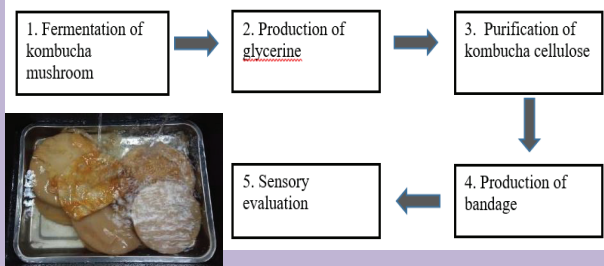 1. Fermentation of
kombucha
mushroom
2. Production of
glycerine
3. Purification of
kombucha cellulose
4. Production of
bandage
5. Sensory
evaluation